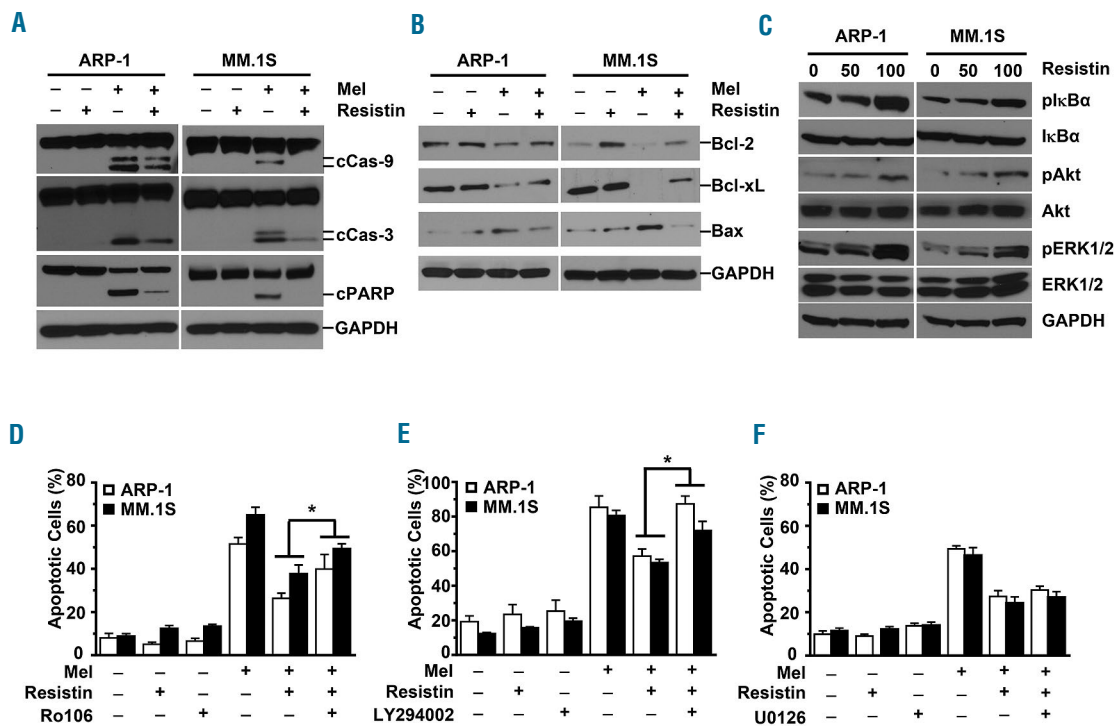 A
ARP-1 MM.1S
– – + + – – + + Mel
– + – + – + – + Resistin
cCas-9
cCas-3
cPARP
GAPDH
B
ARP-1 MM.1S
– – + + – – + + Mel
– + – + – + – + Resistin
Bcl-2
Bcl-xL
Bax
GAPDH
C
ARP-1 MM.1S
0 50 100 0 50 100 Resistin
pIκBα
IκBα
pAkt
Akt
pERK1/2
ERK1/2
GAPDH
D
Apoptotic Cells (%)
80
60
40
20
0
ARP-1
MM.1S
*
Mel – – – + + +
Resistin – + – – + +
Ro106 – – + – – +
E
Apoptotic Cells (%)
100
80
60
40
20
0
ARP-1
MM.1S
*
Mel – – – + + +
Resistin – + – – + +
LY294002 – – + – – +
F
Apoptotic Cells (%)
80
60
40
20
0
ARP-1
MM.1S
Mel – – – + + +
Resistin – + – – + +
U0126 – – + – – +